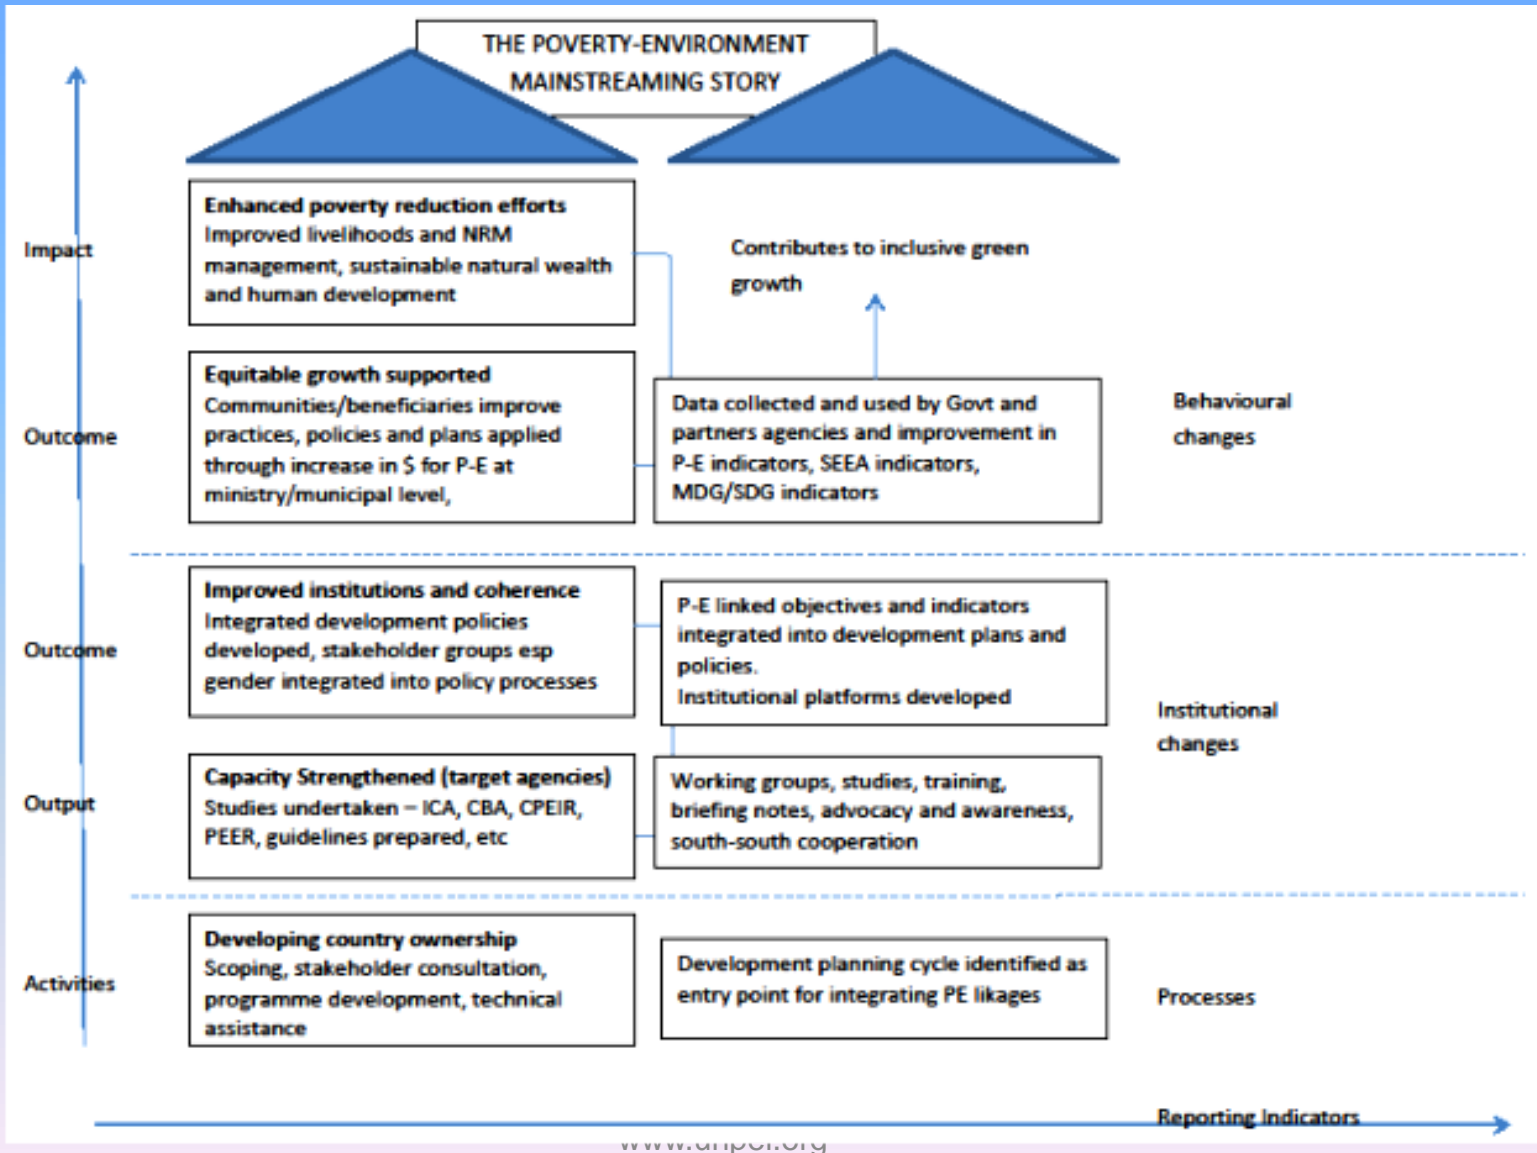 THE POVERTY-ENVIRONMENT
MAINSTREAMING STORY
Impact
Enhanced poverty reduction efforts
Improved livelihoods and NRM
management, sustainable natural wealth
and human development
Contributes to inclusive green
growth
Outcome
Equitable growth supported
Communities/beneficiaries improve
practices, policies and plans applied
through increase in $ for P-E at
ministry/municipal level,
Data collected and used by Govt and
partners agencies and improvement in
P-E indicators, SEEA indicators,
MDG/SDG indicators
Behavioural
changes
Outcome
Improved institutions and coherence
Integrated development policies
developed, stakeholder groups esp
gender integrated into policy processes
P-E linked objectives and indicators
integrated into development plans and
policies.
Institutional platforms developed
Institutional
changes
Output
Capacity Strengthened (target agencies)
Studies undertaken – ICA, CBA, CPEIR,
PEER, guidelines prepared, etc
Working groups, studies, training,
briefing notes, advocacy and awareness,
south-south cooperation
Activities
Developing country ownership
Scoping, stakeholder consultation,
programme development, technical
assistance
Development planning cycle identified as
entry point for integrating PE likages
Processes
Reporting Indicators